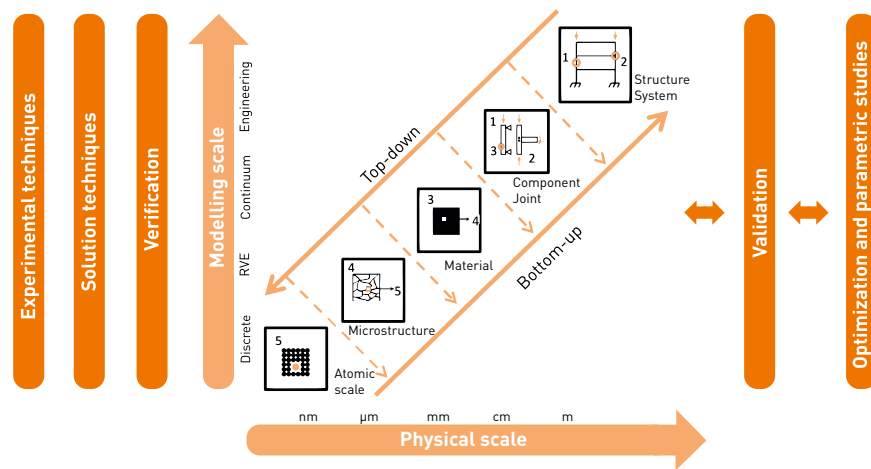 Experimental techniques
Solution techniques
Verification
Modelling scale
Engineering
Continuum
RVE
Discrete
Top-down
Bottom-up
1
2
Structure
System
1
3
2
Component
Joint
3
4
Material
4
5
Microstructure
5
Atomic
scale
nm µm mm cm m
Physical scale
Validation
Optimization and parametric studies